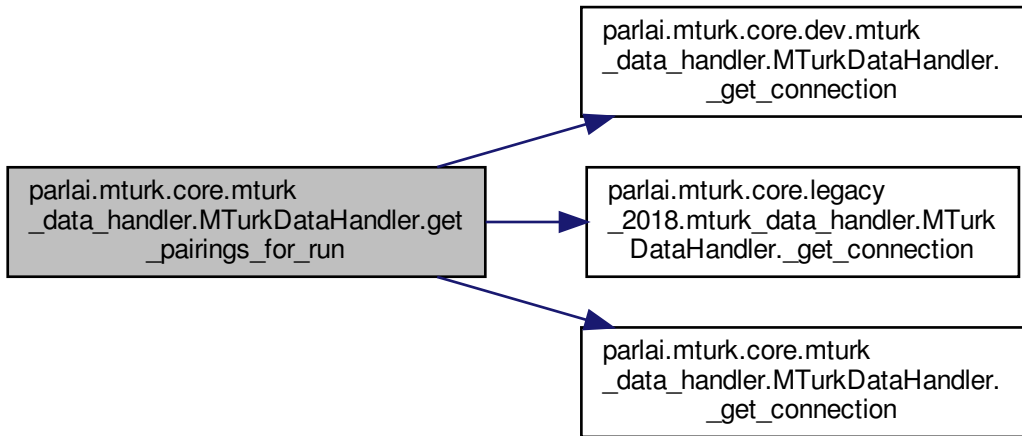 parlai.mturk.core.mturk
_data_handler.MTurkDataHandler.get
_pairings_for_run
parlai.mturk.core.dev.mturk
_data_handler.MTurkDataHandler.
_get_connection
parlai.mturk.core.legacy
_2018.mturk_data_handler.MTurk
DataHandler._get_connection
parlai.mturk.core.mturk
_data_handler.MTurkDataHandler.
_get_connection